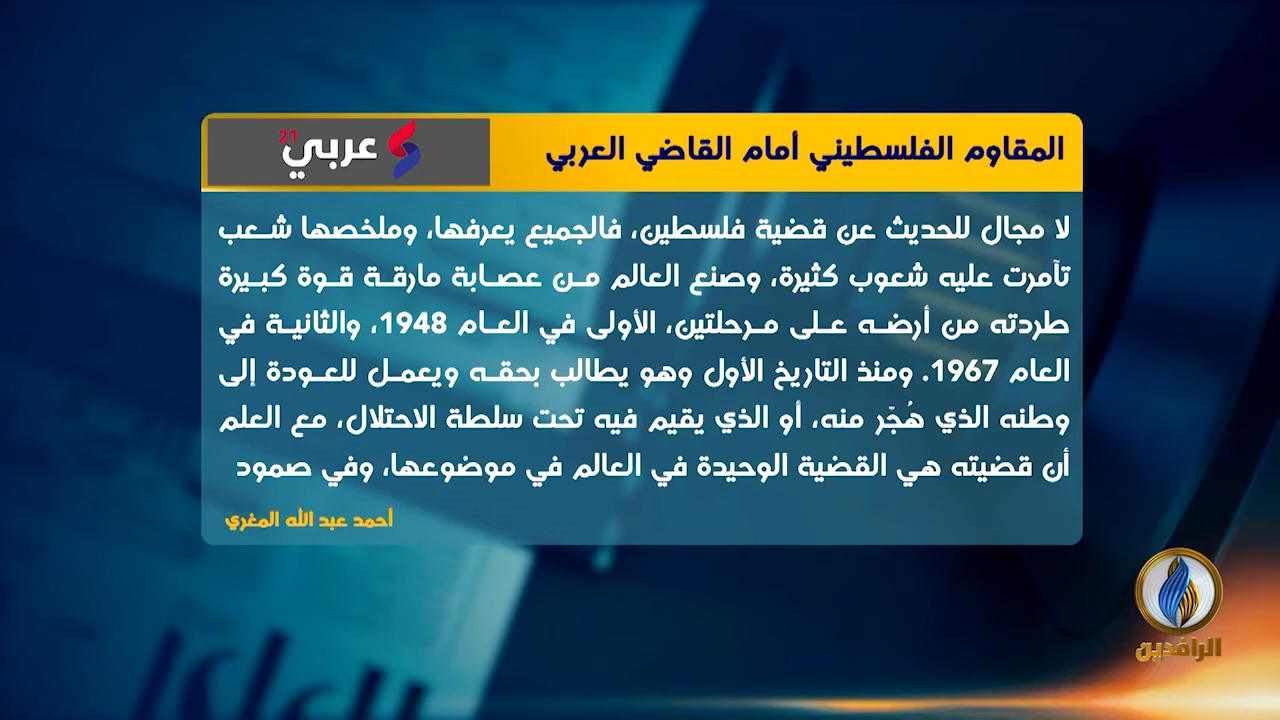 المقاوم الفلسطيني أمام القاضي العربي
عربي 21
لا مجال للحديث عن قضية فلسطين، فالجميع يعرفها، وملخصها شعب
تآمرت عليه شعوب كثيرة، وصنع العالم من عصابة مارقة قوة كبيرة
طردته من أرضه على مرحلتين، الأولى في العام 1948، والثانية في
العام 1967. ومنذ التاريخ الأول وهو يطالب بحقه ويعمل للعودة إلى
وطنه الذي هُجّر منه، أو الذي يقيم فيه تحت سلطة الاحتلال، مع العلم
أن قضيته هي القضية الوحيدة في العالم في موضوعها، وفي صمود
أحمد عبد الله المغري
الرافدين